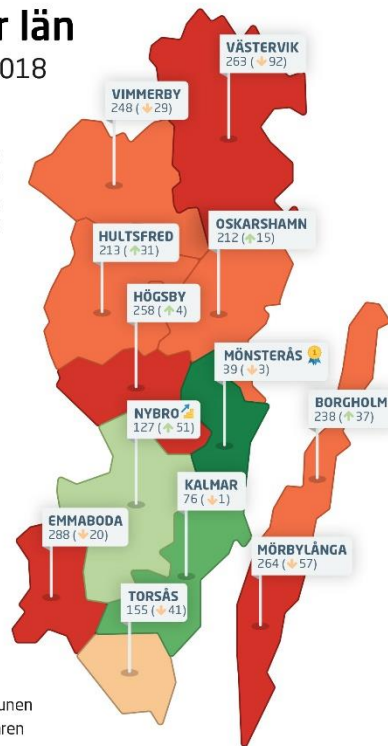 r län
018
VÄSTERVIK
263 (↓92)
VIMMERBY
248 (↓29)
HULTSFRED
213 (↑31)
OSKARSHAMN
212 (↑15)
HÖGSBY
258 (↑4)
MÖNSTERÅS
39 (↓3)
NYBRO
127 (↑51)
BORGHOLM
238 (↑37)
KALMAR
76 (↓1)
EMMABODA
288 (↓20)
MÖRBYLÅNGA
264 (↓57)
TORSÅS
155 (↓41)
unen
aren